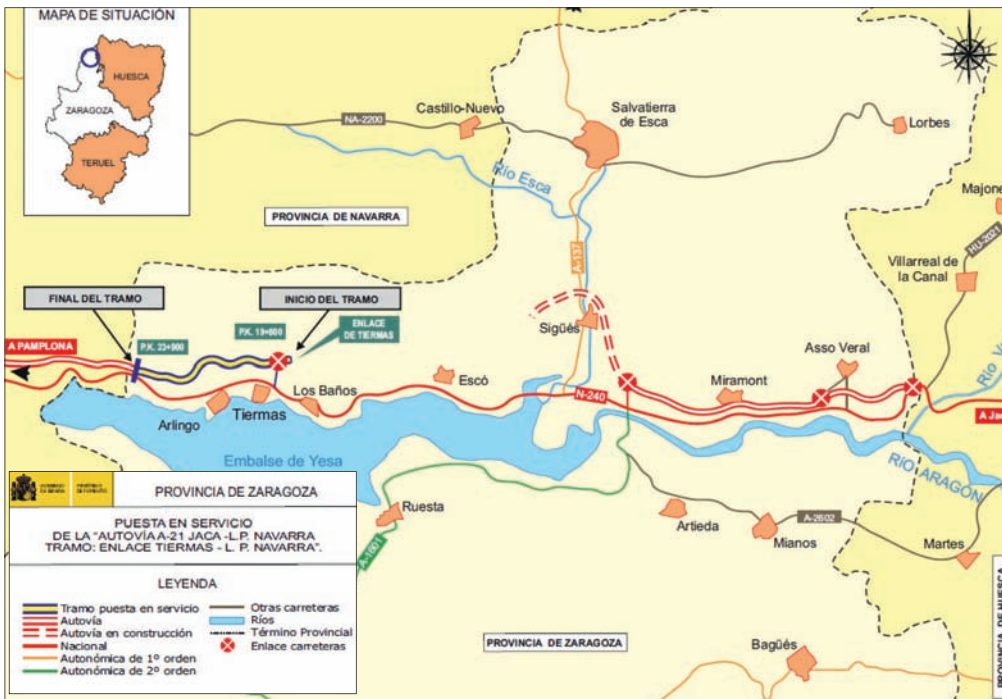 MAPA DE SITUACIÓN
HUESCA
ZARAGOZA
TERUEL
Castillo-Nuevo
NA-2200
Salvatierra
de Esca
Lorbes
Río Esca
PROVINCIA DE NAVARRA
A-137
HU-2021
Villarreal de
la Canal
FINAL DEL TRAMO
INICIO DEL TRAMO
ENLACE
DE TIERMAS
P.K. 23+900
A PAMPLONA
Sigüés
Asso Veral
Escó
Miramont
Los Baños
Tiermas
Arlingo
N-240
RÍO ARAGÓN
Embalse de Yesa
Ruesta
A-1601
Artieda
Mianos
A-2602
Martes
PROVINCIA DE ZARAGOZA
Bagüés
PROVINCIA DE HUESCA
PROVINCIA DE ZARAGOZA
PUESTA EN SERVICIO
DE LA "AUTOVÍA A-21 JACA -L.P. NAVARRA
TRAMO: ENLACE TIERMAS - L. P. NAVARRA".
LEYENDA
Tramo puesta en servicio
Autovía
Autovía en construcción
Nacional
Autonómica de 1º orden
Autonómica de 2º orden
Otras carreteras
Ríos
Término Provincial
Enlace carreteras